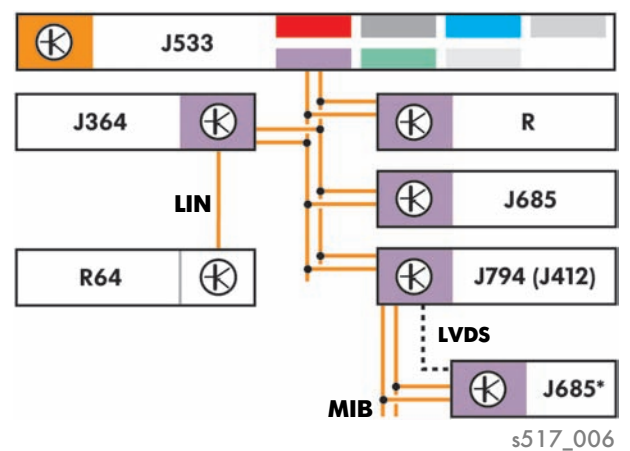 J533
J364
R
LIN
J685
R64
J794 (J412)
LVDS
MIB
J685*
s517_006